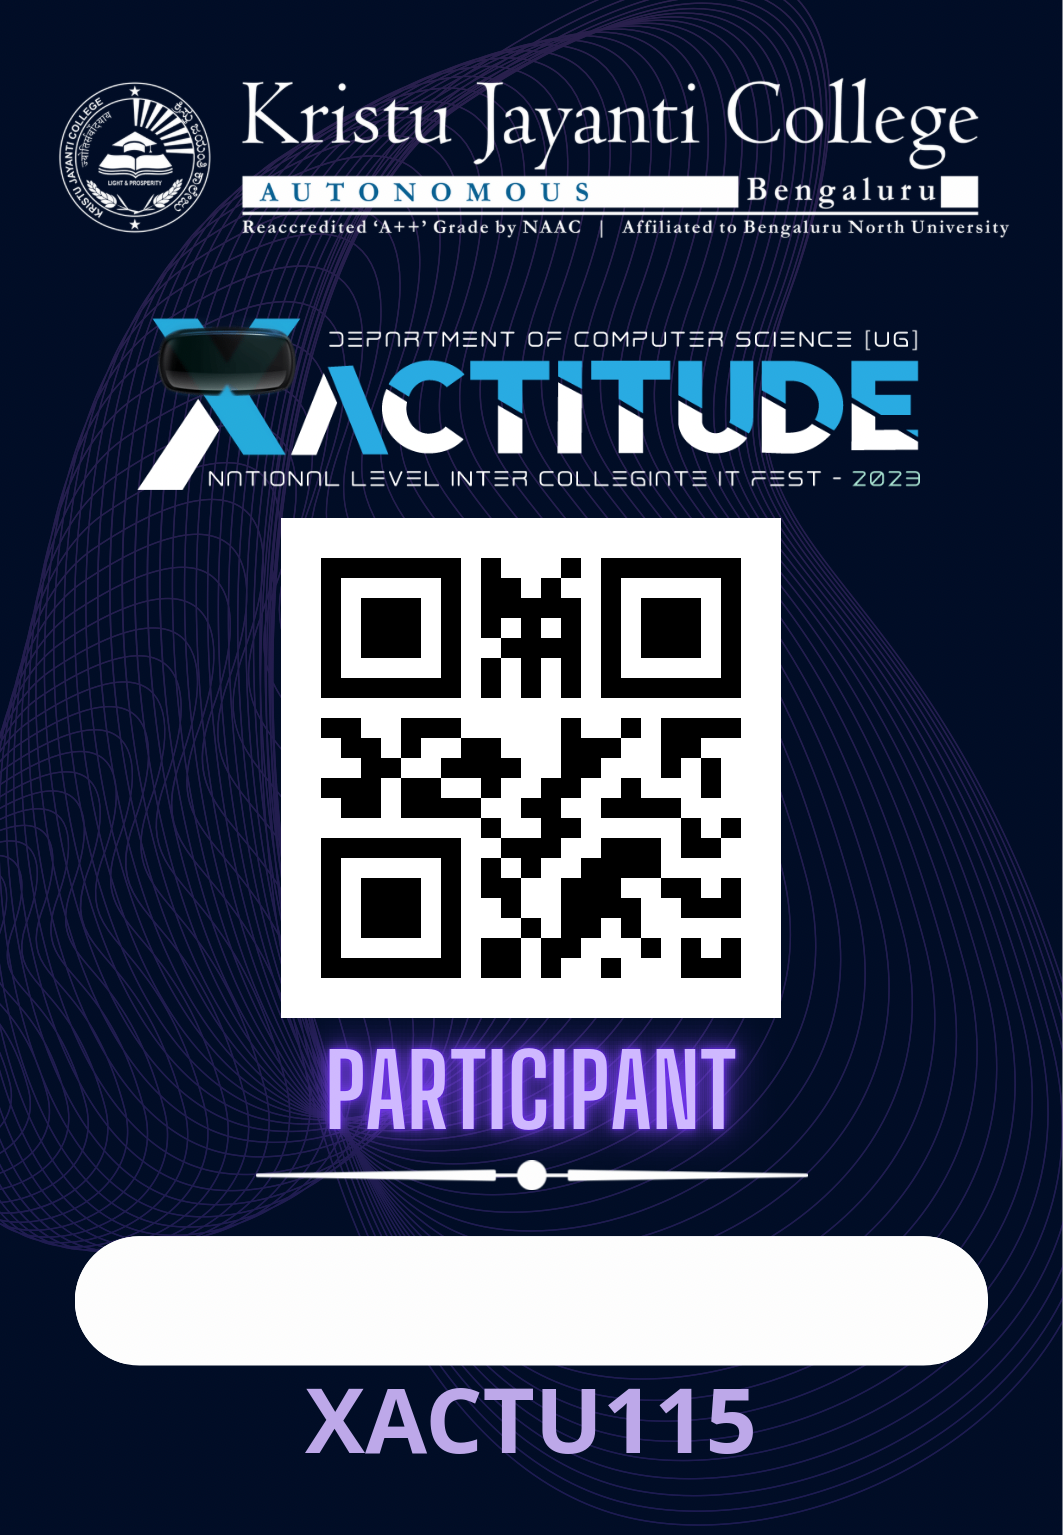 Kristu Jayanti College
AUTONOMOUS Bengaluru
Reaccredited ‘A++’ Grade by NAAC | Affiliated to Bengaluru North University
KRISTU JAYANTI COLLEGE
LIGHT & PROSPERITY
DEPARTMENT OF COMPUTER SCIENCE [UG]
XACTITUDE
NATIONAL LEVEL INTER COLLEGIATE IT FEST - 2023
PARTICIPANT
XACTU115